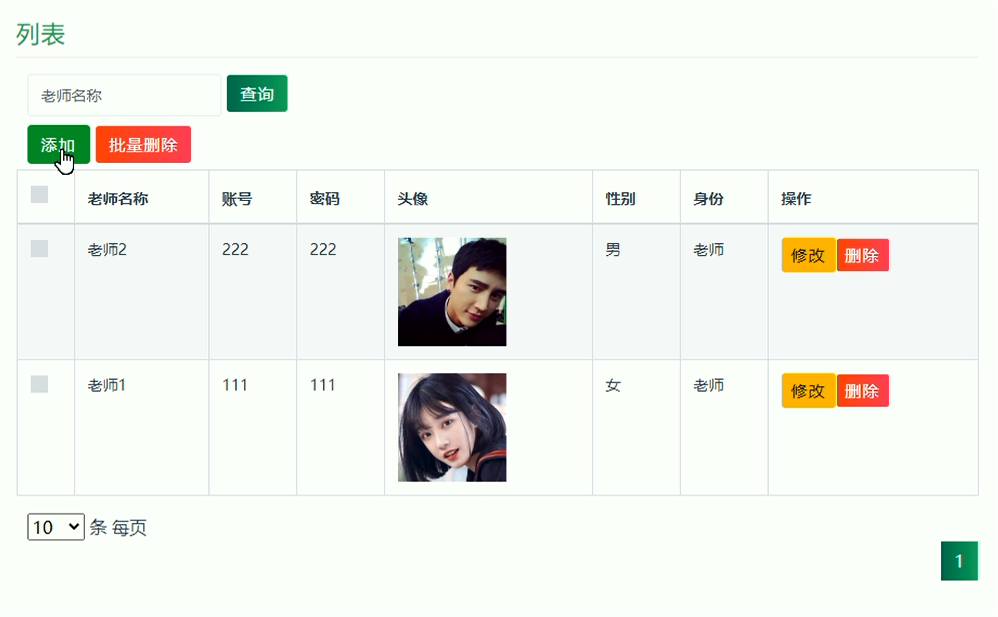 列表
老师名称 查询
添加 批量删除
老师名称 账号 密码 头像 性别 身份 操作
老师2 222 222 男 老师 修改 删除
老师1 111 111 女 老师 修改 删除
10 条 每页
1